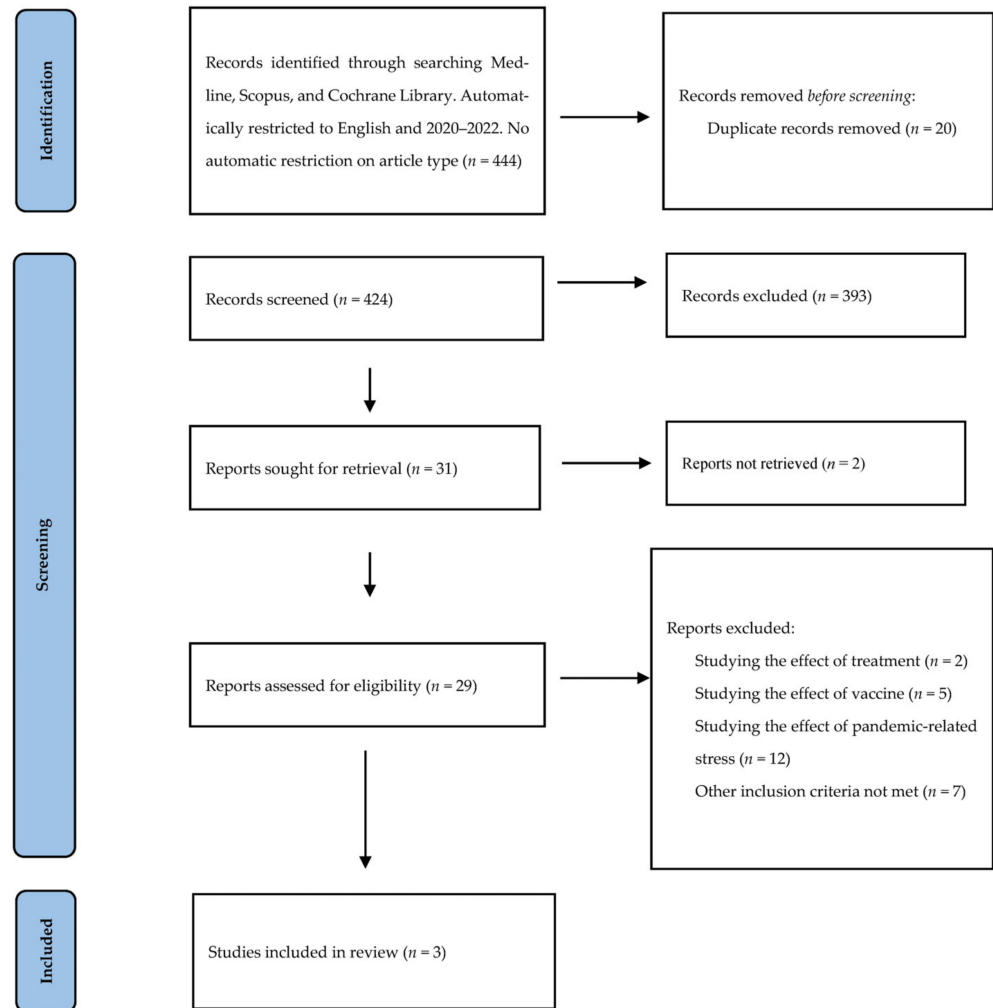 Identification
Records identified through searching Med-
line, Scopus, and Cochrane Library. Automat-
ically restricted to English and 2020–2022. No
automatic restriction on article type (n = 444)
Records removed before screening:
Duplicate records removed (n = 20)
Screening
Records screened (n = 424)
Records excluded (n = 393)
Reports sought for retrieval (n = 31)
Reports not retrieved (n = 2)
Reports assessed for eligibility (n = 29)
Reports excluded:
Studying the effect of treatment (n = 2)
Studying the effect of vaccine (n = 5)
Studying the effect of pandemic-related
stress (n = 12)
Other inclusion criteria not met (n = 7)
Included
Studies included in review (n = 3)